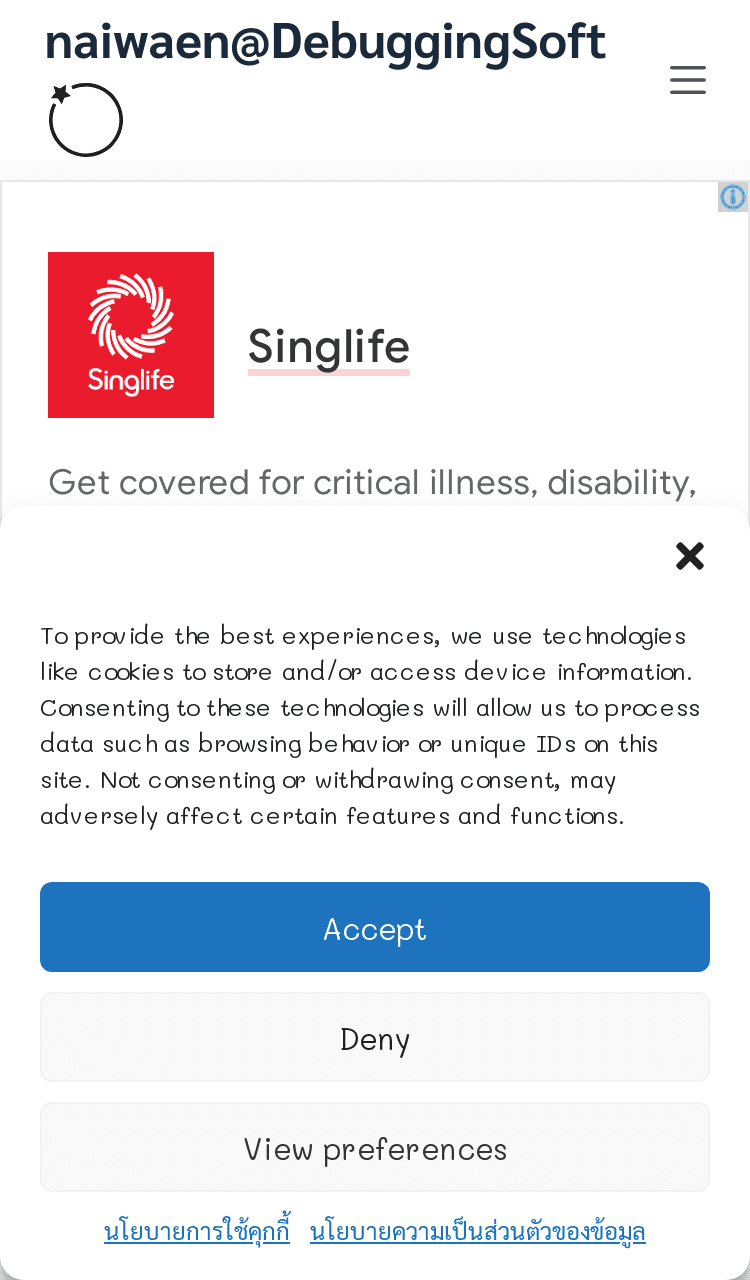 naiwaen@DebuggingSoft
Singlife
Singlife
Get covered for critical illness, disability,
To provide the best experiences, we use technologies
like cookies to store and/or access device information.
Consenting to these technologies will allow us to process
data such as browsing behavior or unique IDs on this
site. Not consenting or withdrawing consent, may
adversely affect certain features and functions.
Accept
Deny
View preferences
นโยบายการใช้คุกกี้ นโยบายความเป็นส่วนตัวของข้อมูล